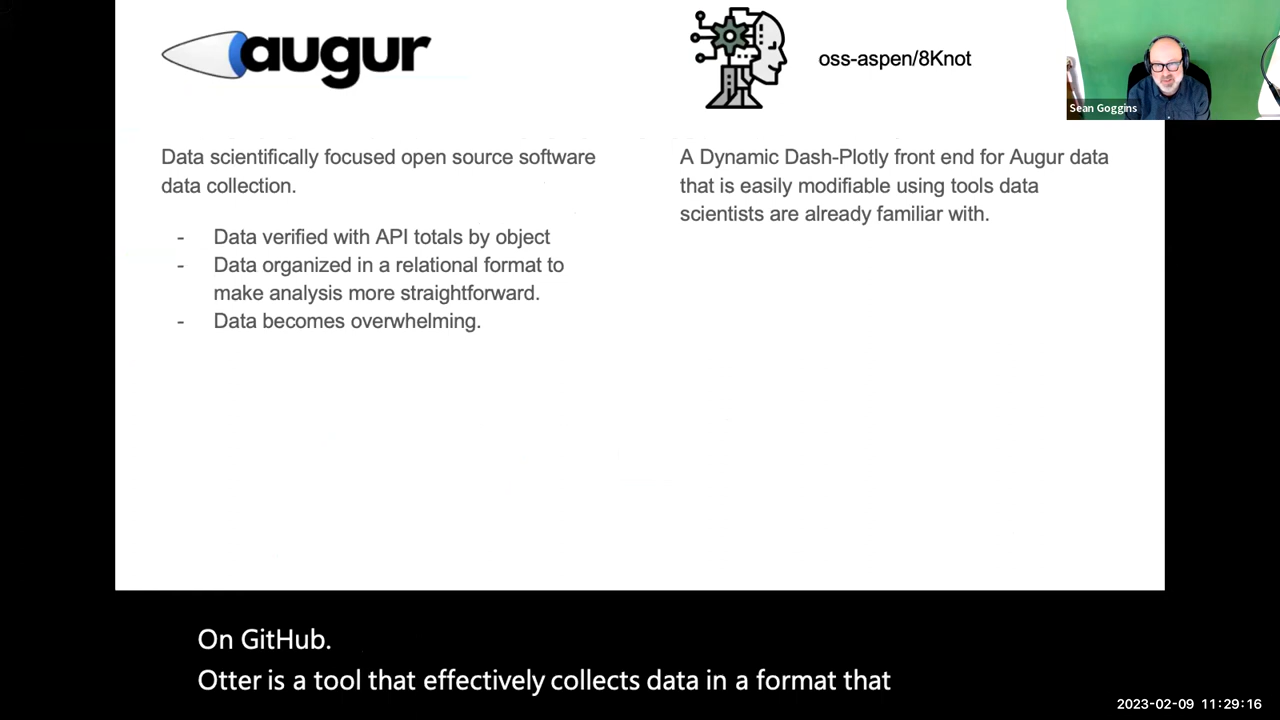 augur
oss-aspen/8Knot
Sean Goggins
Data scientifically focused open source software
data collection.
- Data verified with API totals by object
- Data organized in a relational format to
make analysis more straightforward.
- Data becomes overwhelming.
A Dynamic Dash-Plotly front end for Augur data
that is easily modifiable using tools data
scientists are already familiar with.
On GitHub.
Otter is a tool that effectively collects data in a format that
2023-02-09 11:29:16